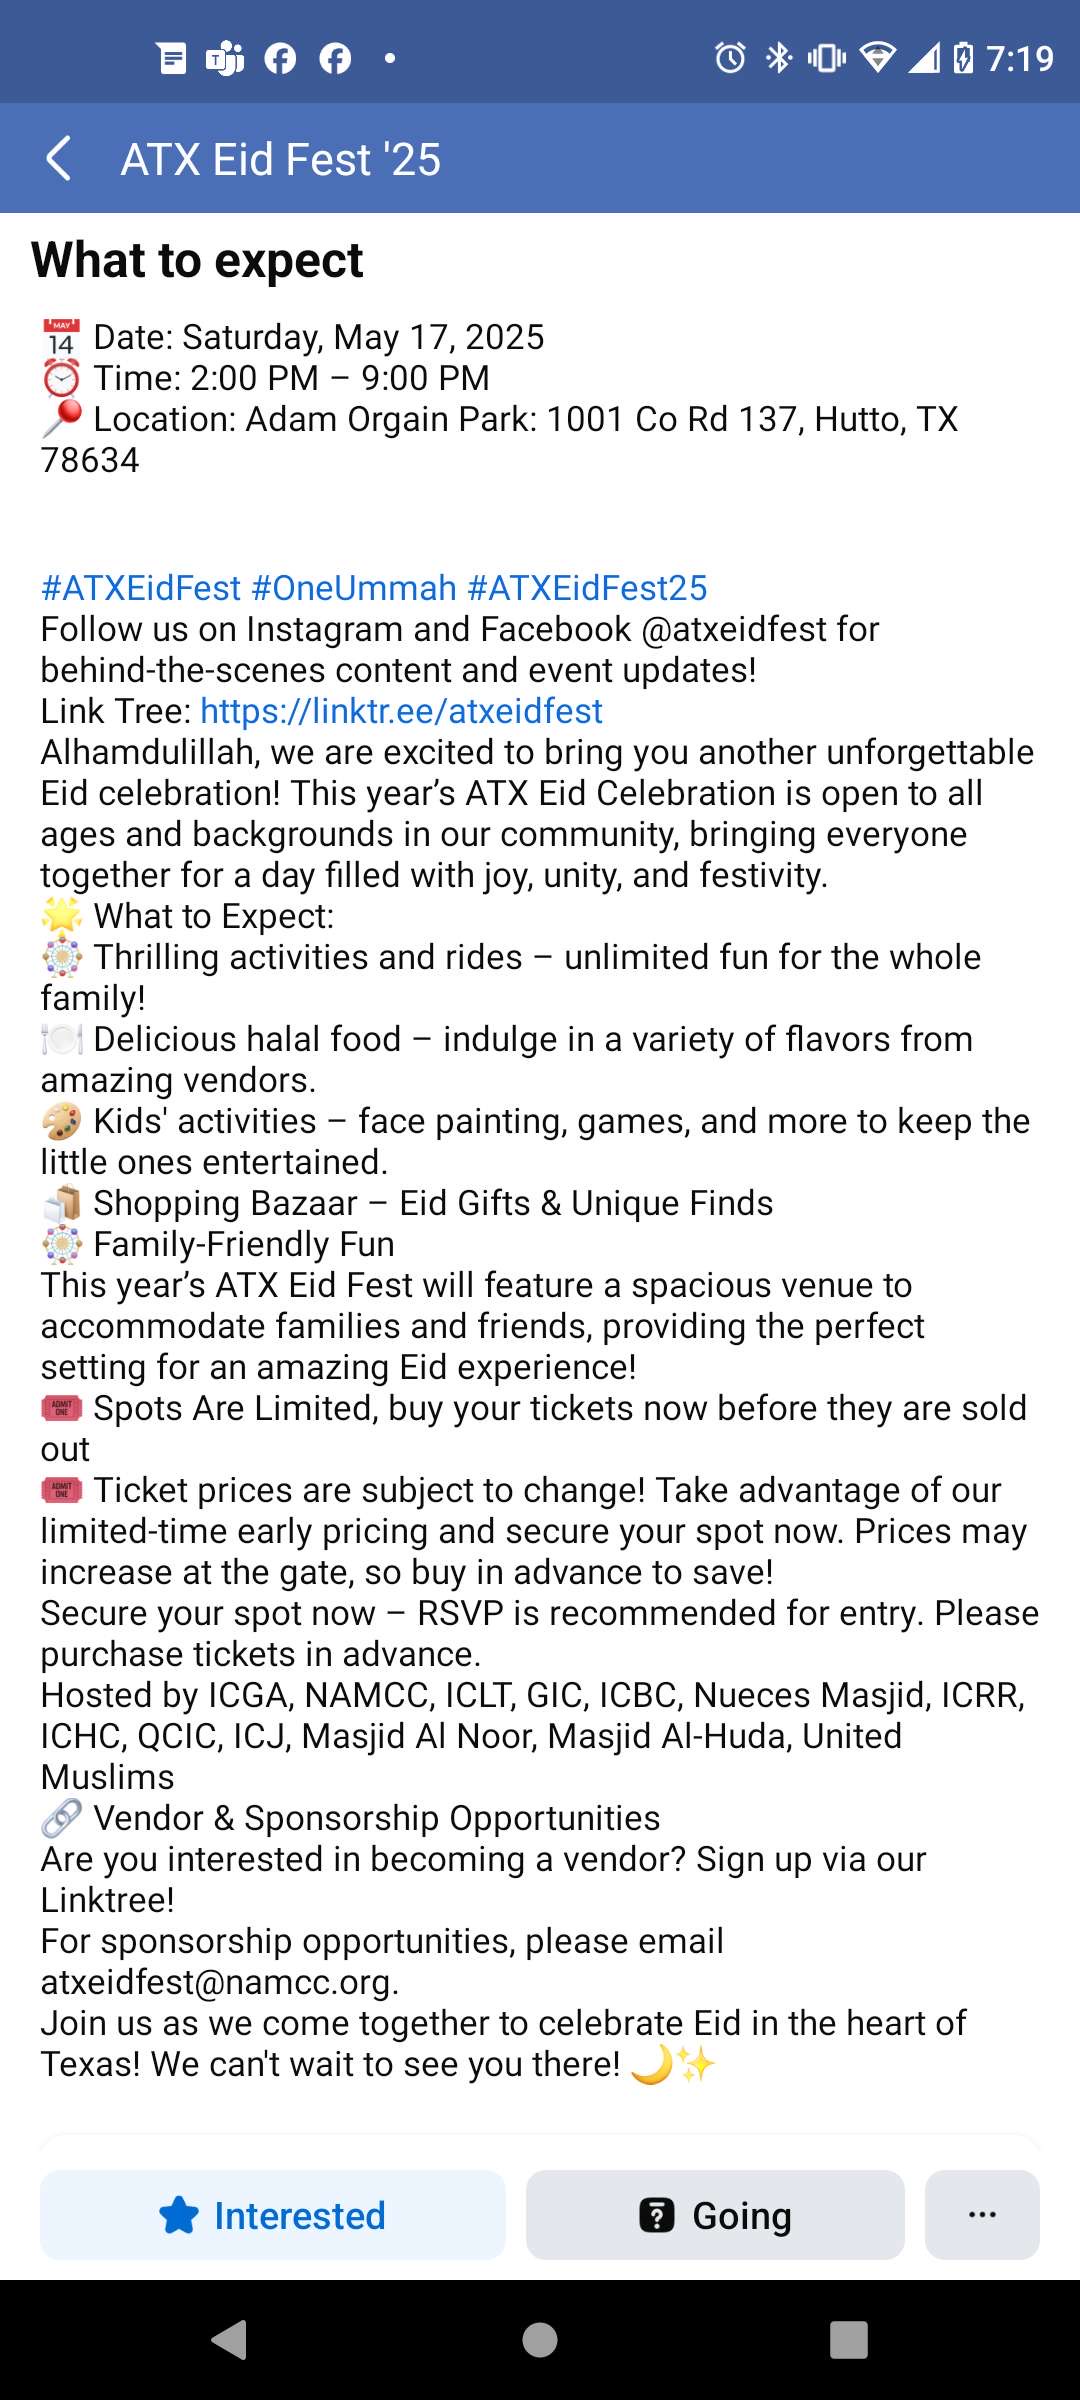 7:19
ATX Eid Fest '25
What to expect
📅 Date: Saturday, May 17, 2025
⏰ Time: 2:00 PM – 9:00 PM
📍 Location: Adam Orgain Park: 1001 Co Rd 137, Hutto, TX
78634
#ATXEidFest #OneUmmah #ATXEidFest25
Follow us on Instagram and Facebook @atxeidfest for
behind-the-scenes content and event updates!
Link Tree: https://linktr.ee/atxeidfest
Alhamdulillah, we are excited to bring you another unforgettable
Eid celebration! This year’s ATX Eid Celebration is open to all
ages and backgrounds in our community, bringing everyone
together for a day filled with joy, unity, and festivity.
🌟 What to Expect:
🎡 Thrilling activities and rides – unlimited fun for the whole
family!
🍽️ Delicious halal food – indulge in a variety of flavors from
amazing vendors.
🎨 Kids' activities – face painting, games, and more to keep the
little ones entertained.
🛍️ Shopping Bazaar – Eid Gifts & Unique Finds
🎡 Family-Friendly Fun
This year’s ATX Eid Fest will feature a spacious venue to
accommodate families and friends, providing the perfect
setting for an amazing Eid experience!
🎟️ Spots Are Limited, buy your tickets now before they are sold
out
🎟️ Ticket prices are subject to change! Take advantage of our
limited-time early pricing and secure your spot now. Prices may
increase at the gate, so buy in advance to save!
Secure your spot now – RSVP is recommended for entry. Please
purchase tickets in advance.
Hosted by ICGA, NAMCC, ICLT, GIC, ICBC, Nueces Masjid, ICRR,
ICHC, QCIC, ICJ, Masjid Al Noor, Masjid Al-Huda, United
Muslims
🔗 Vendor & Sponsorship Opportunities
Are you interested in becoming a vendor? Sign up via our
Linktree!
For sponsorship opportunities, please email
atxeidfest@namcc.org.
Join us as we come together to celebrate Eid in the heart of
Texas! We can't wait to see you there! 🌙✨
Interested
Going
...